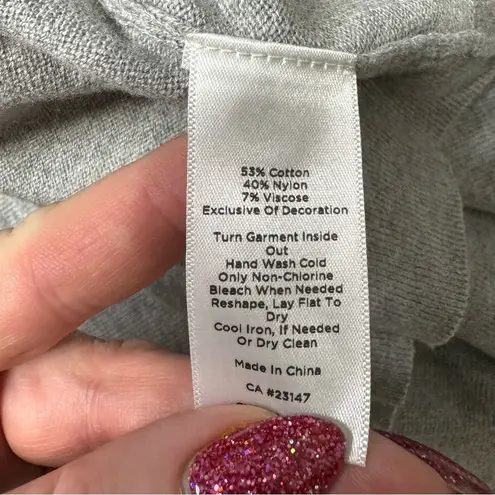 53% Cotton
40% Nylon
7% Viscose
Exclusive Of Decoration
Turn Garment Inside
Out
Hand Wash Cold
Only Non-Chlorine
Bleach When Needed
Reshape, Lay Flat To
Dry
Cool Iron, If Needed
Or Dry Clean
Made In China
CA #23147